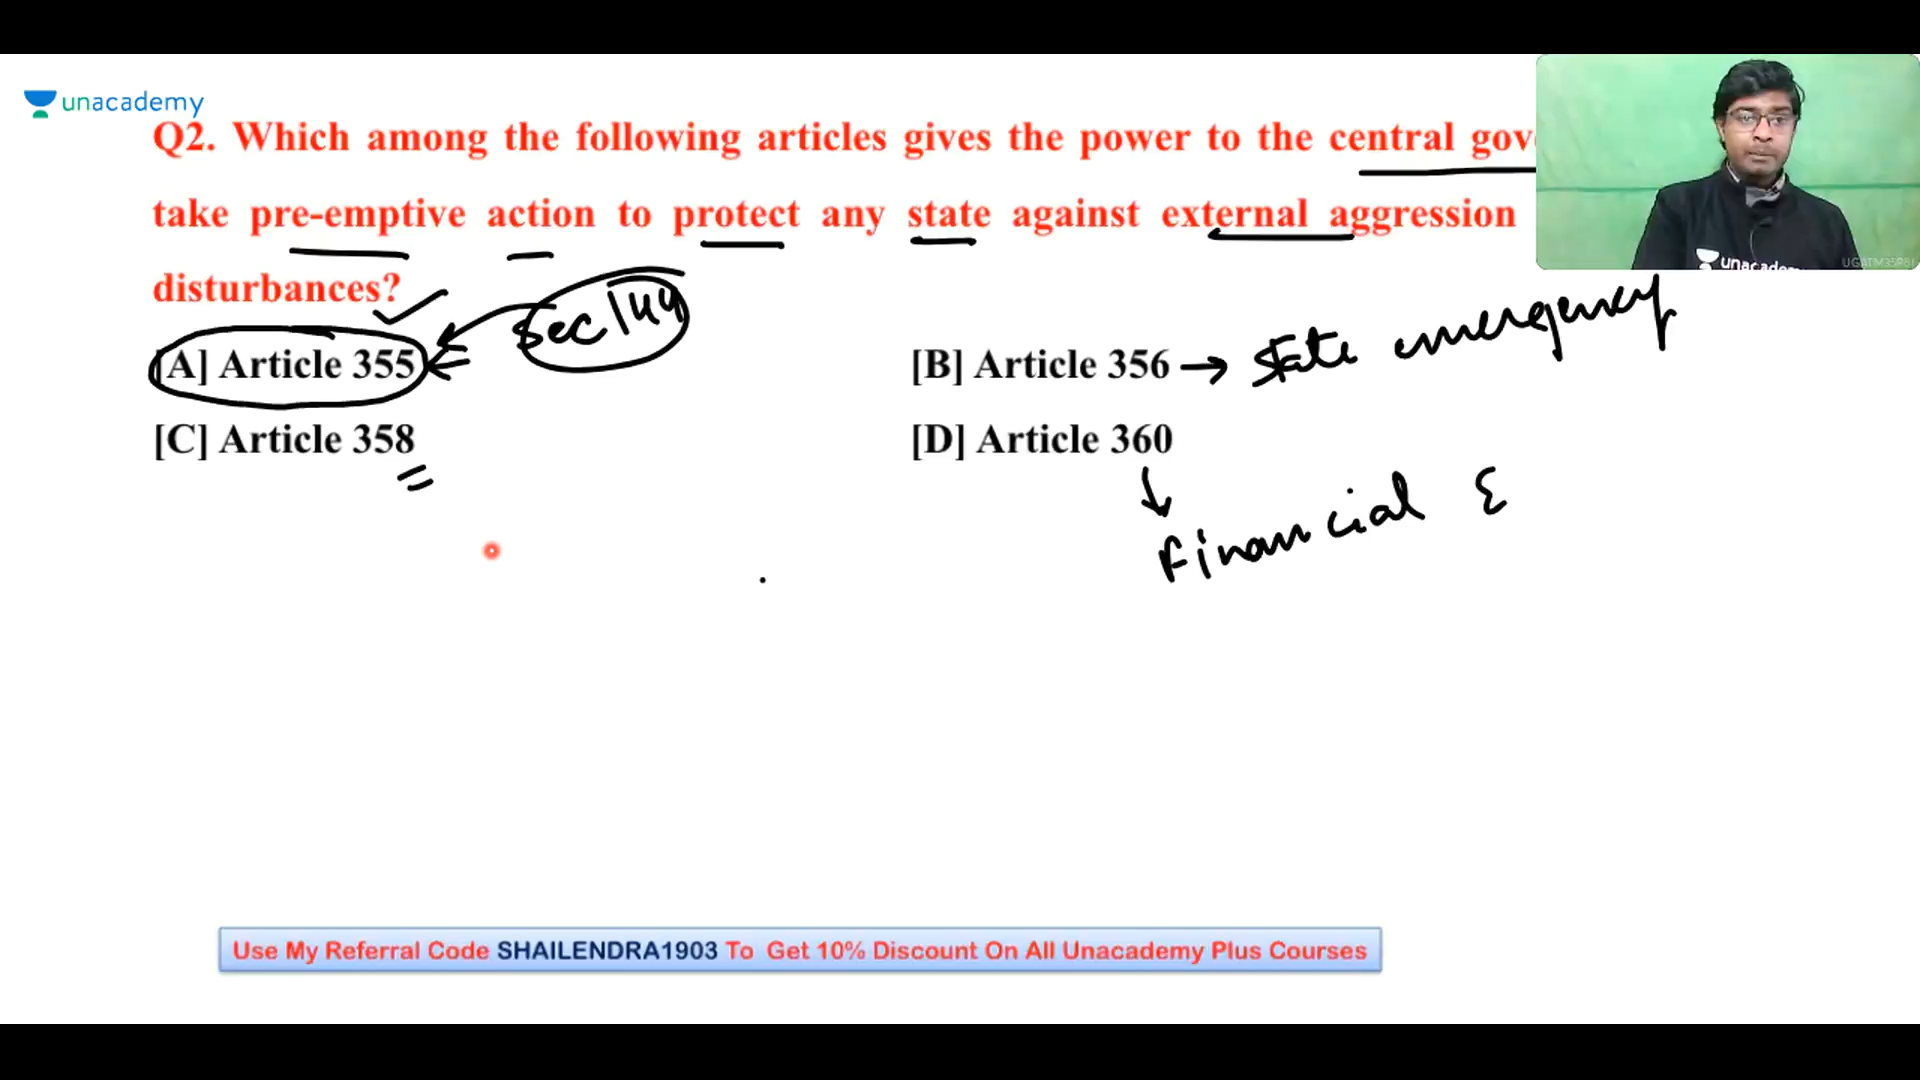 unacademy
Q2. Which among the following articles gives the power to the central gov
take pre-emptive action to protect any state against external aggression
disturbances?
Sec 144
[A] Article 355
[B] Article 356 → State emergency
[C] Article 358
[D] Article 360
Financial E
unacademy
Use My Referral Code SHAILENDRA1903 To Get 10% Discount On All Unacademy Plus Courses